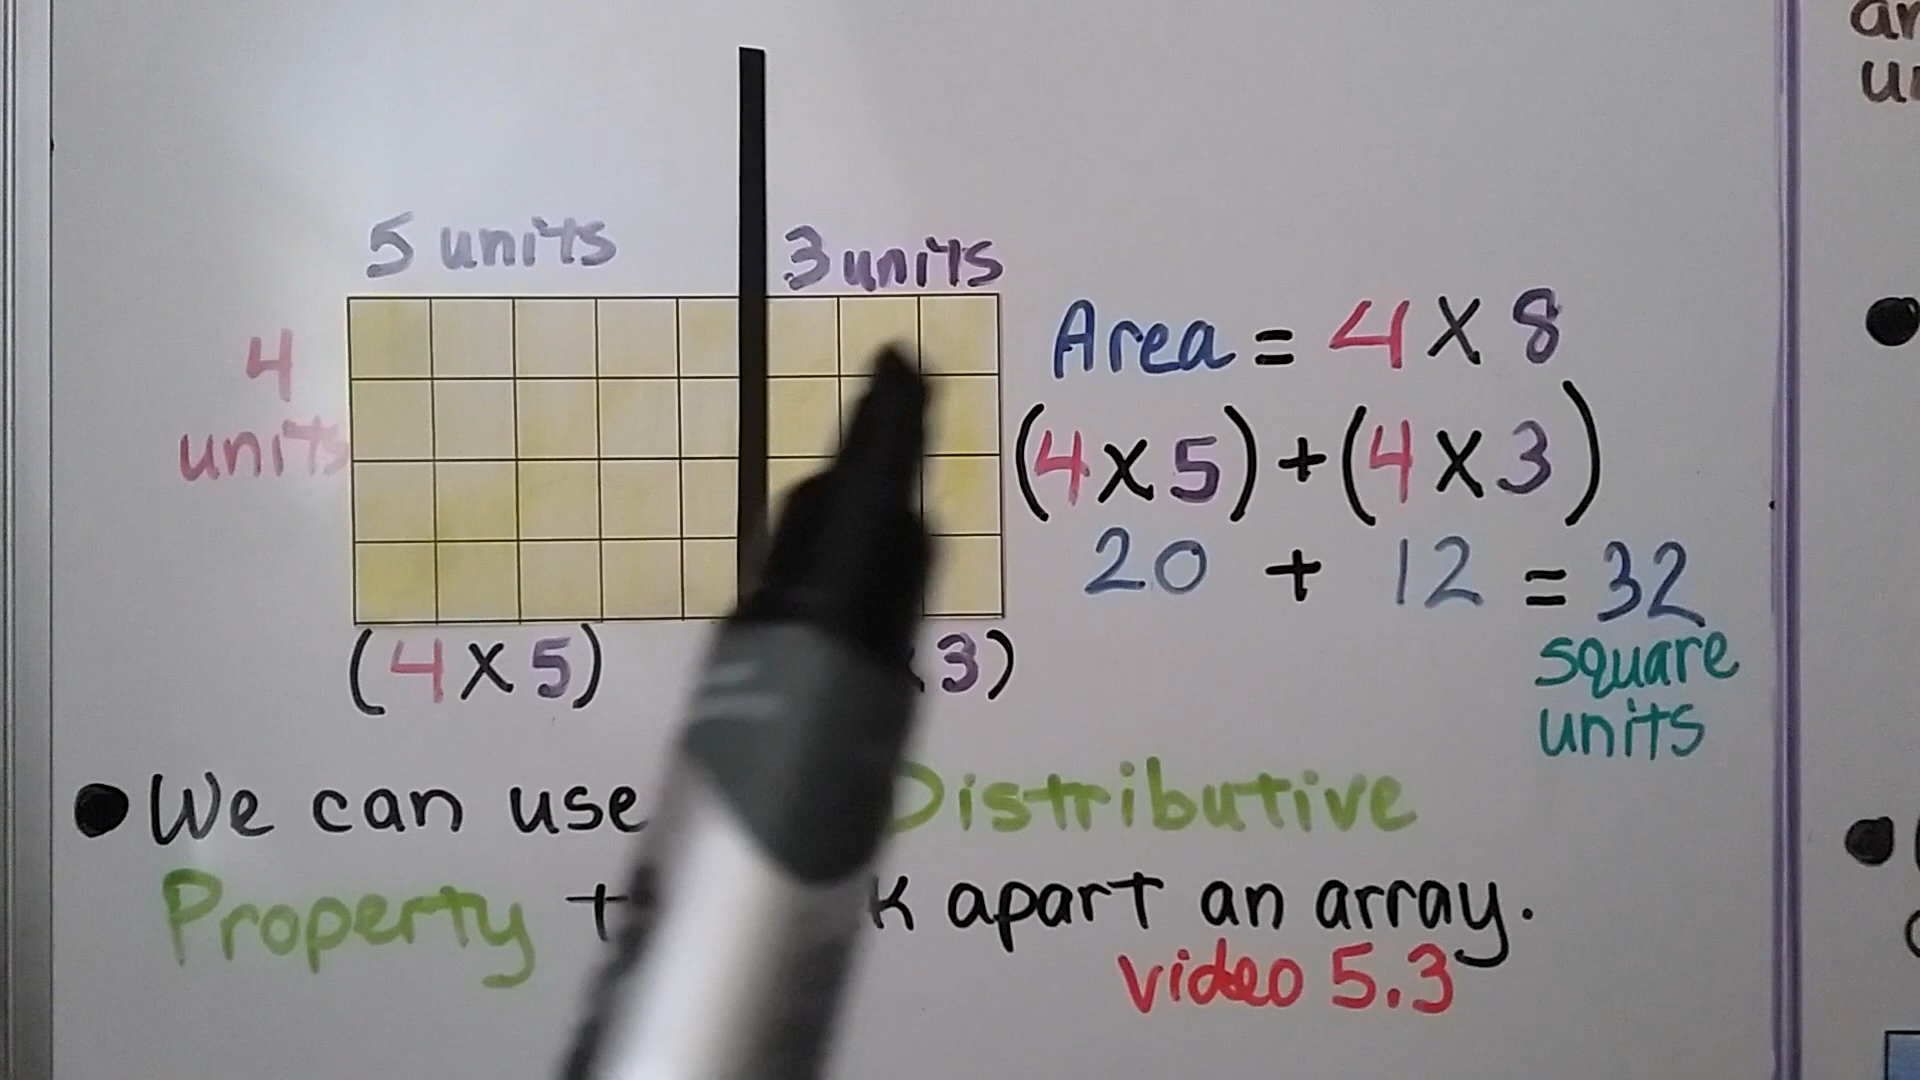 5 units
3 units
4
units
Area = 4 x 8
(4 x 5) + (4 x 3)
20 + 12 = 32
square
units
(4 x 5)
3)
We can use
Distributive
Property
apart an array.
video 5.3